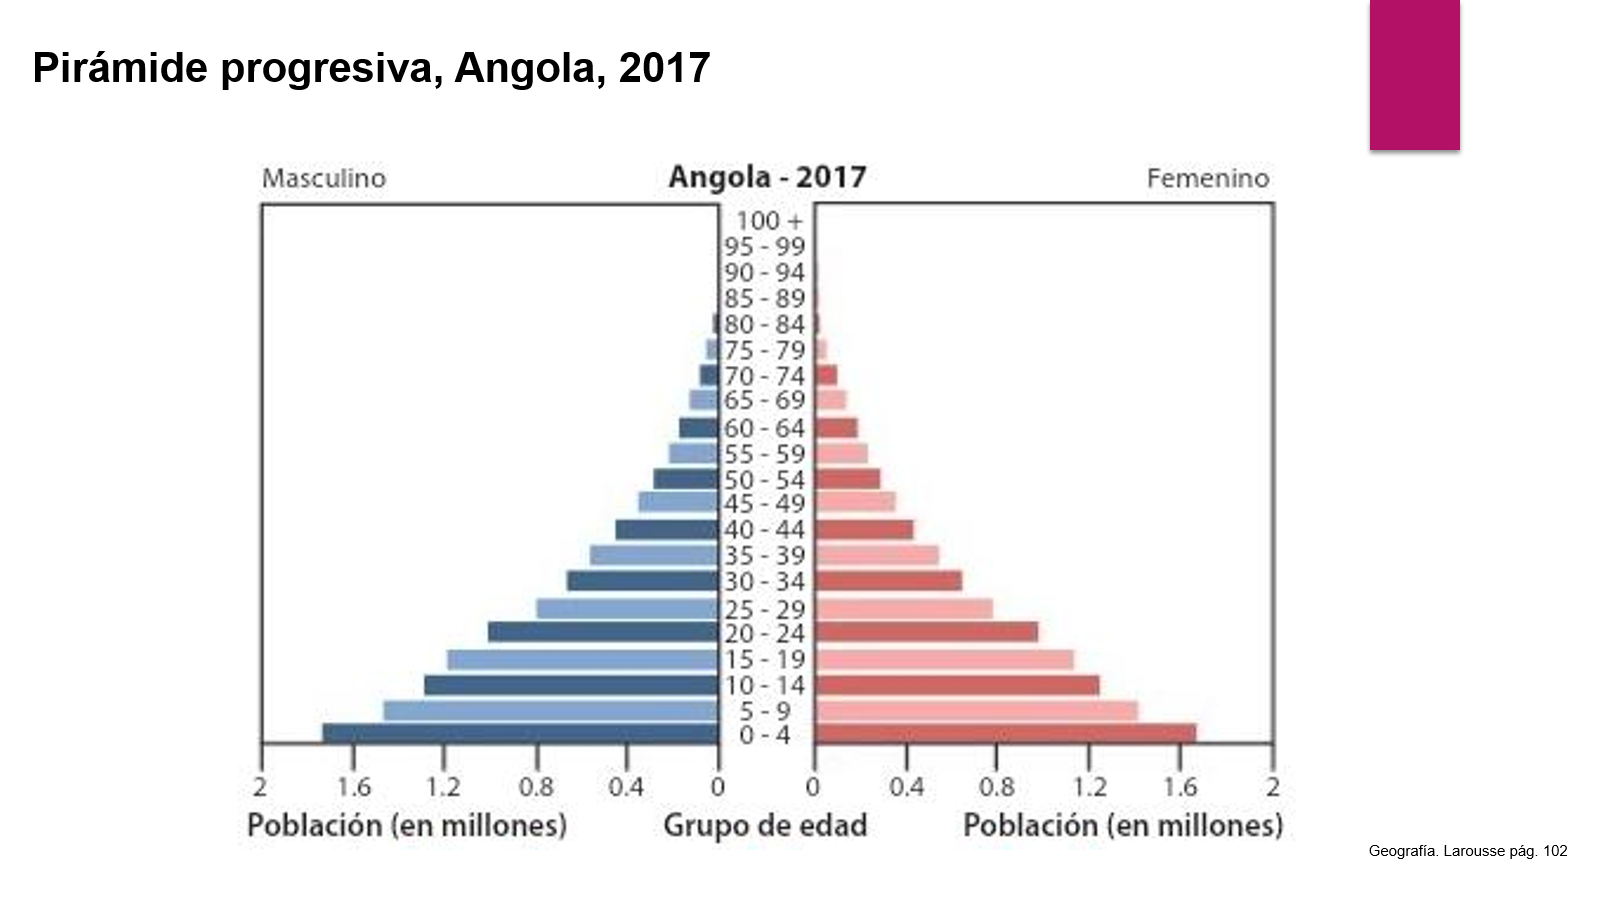 Pirámide progresiva, Angola, 2017
Masculino
Angola - 2017
Femenino
100 +
95 - 99
90 - 94
85 - 89
80 - 84
75 - 79
70 - 74
65 - 69
60 - 64
55 - 59
50 - 54
45 - 49
40 - 44
35 - 39
30 - 34
25 - 29
20 - 24
15 - 19
10 - 14
5 - 9
0 - 4
2 1.6 1.2 0.8 0.4 0
0 0.4 0.8 1.2 1.6 2
Población (en millones)
Grupo de edad
Población (en millones)
Geografía. Larousse pág. 102